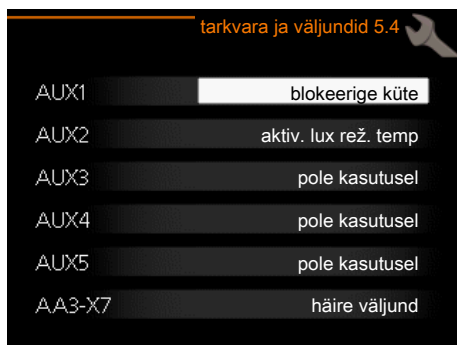 tarkvara ja väljundid 5.4
AUX1 blokeerige küte
AUX2 aktiv. lux rež. temp
AUX3 pole kasutusel
AUX4 pole kasutusel
AUX5 pole kasutusel
AA3-X7 häire väljund